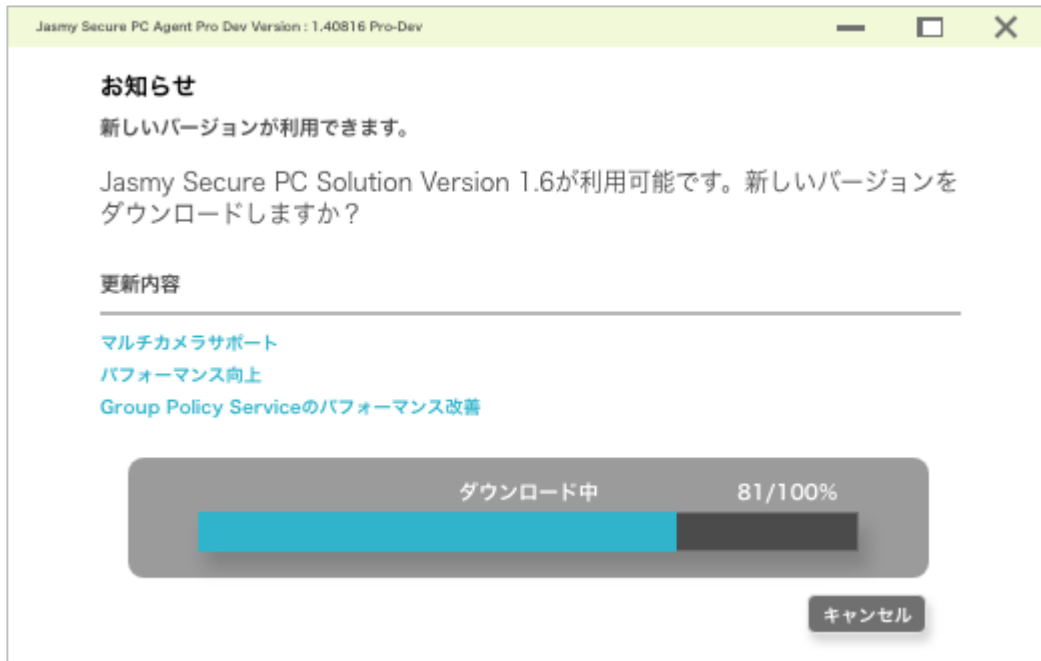 Jasmy Secure PC Agent Pro Dev Version : 1.40816 Pro-Dev
お知らせ
新しいバージョンが利用できます。
Jasmy Secure PC Solution Version 1.6が利用可能です。新しいバージョンを
ダウンロードしますか？
更新内容
マルチカメラサポート
パフォーマンス向上
Group Policy Serviceのパフォーマンス改善
ダウンロード中 81/100%
キャンセル